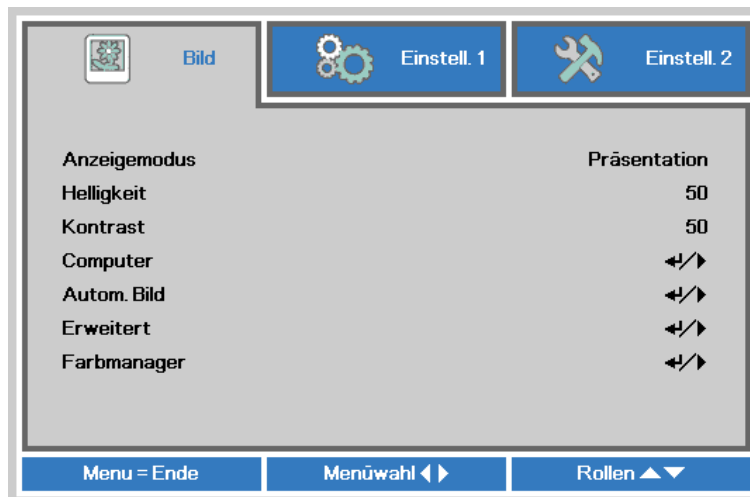 Bild Einstell. 1 Einstell. 2
Anzeigemodus Präsentation
Helligkeit 50
Kontrast 50
Computer ↵/▶
Autom. Bild ↵/▶
Erweitert ↵/▶
Farbmanager ↵/▶
Menu = Ende Menüwahl ◀▶ Rollen ▲▼